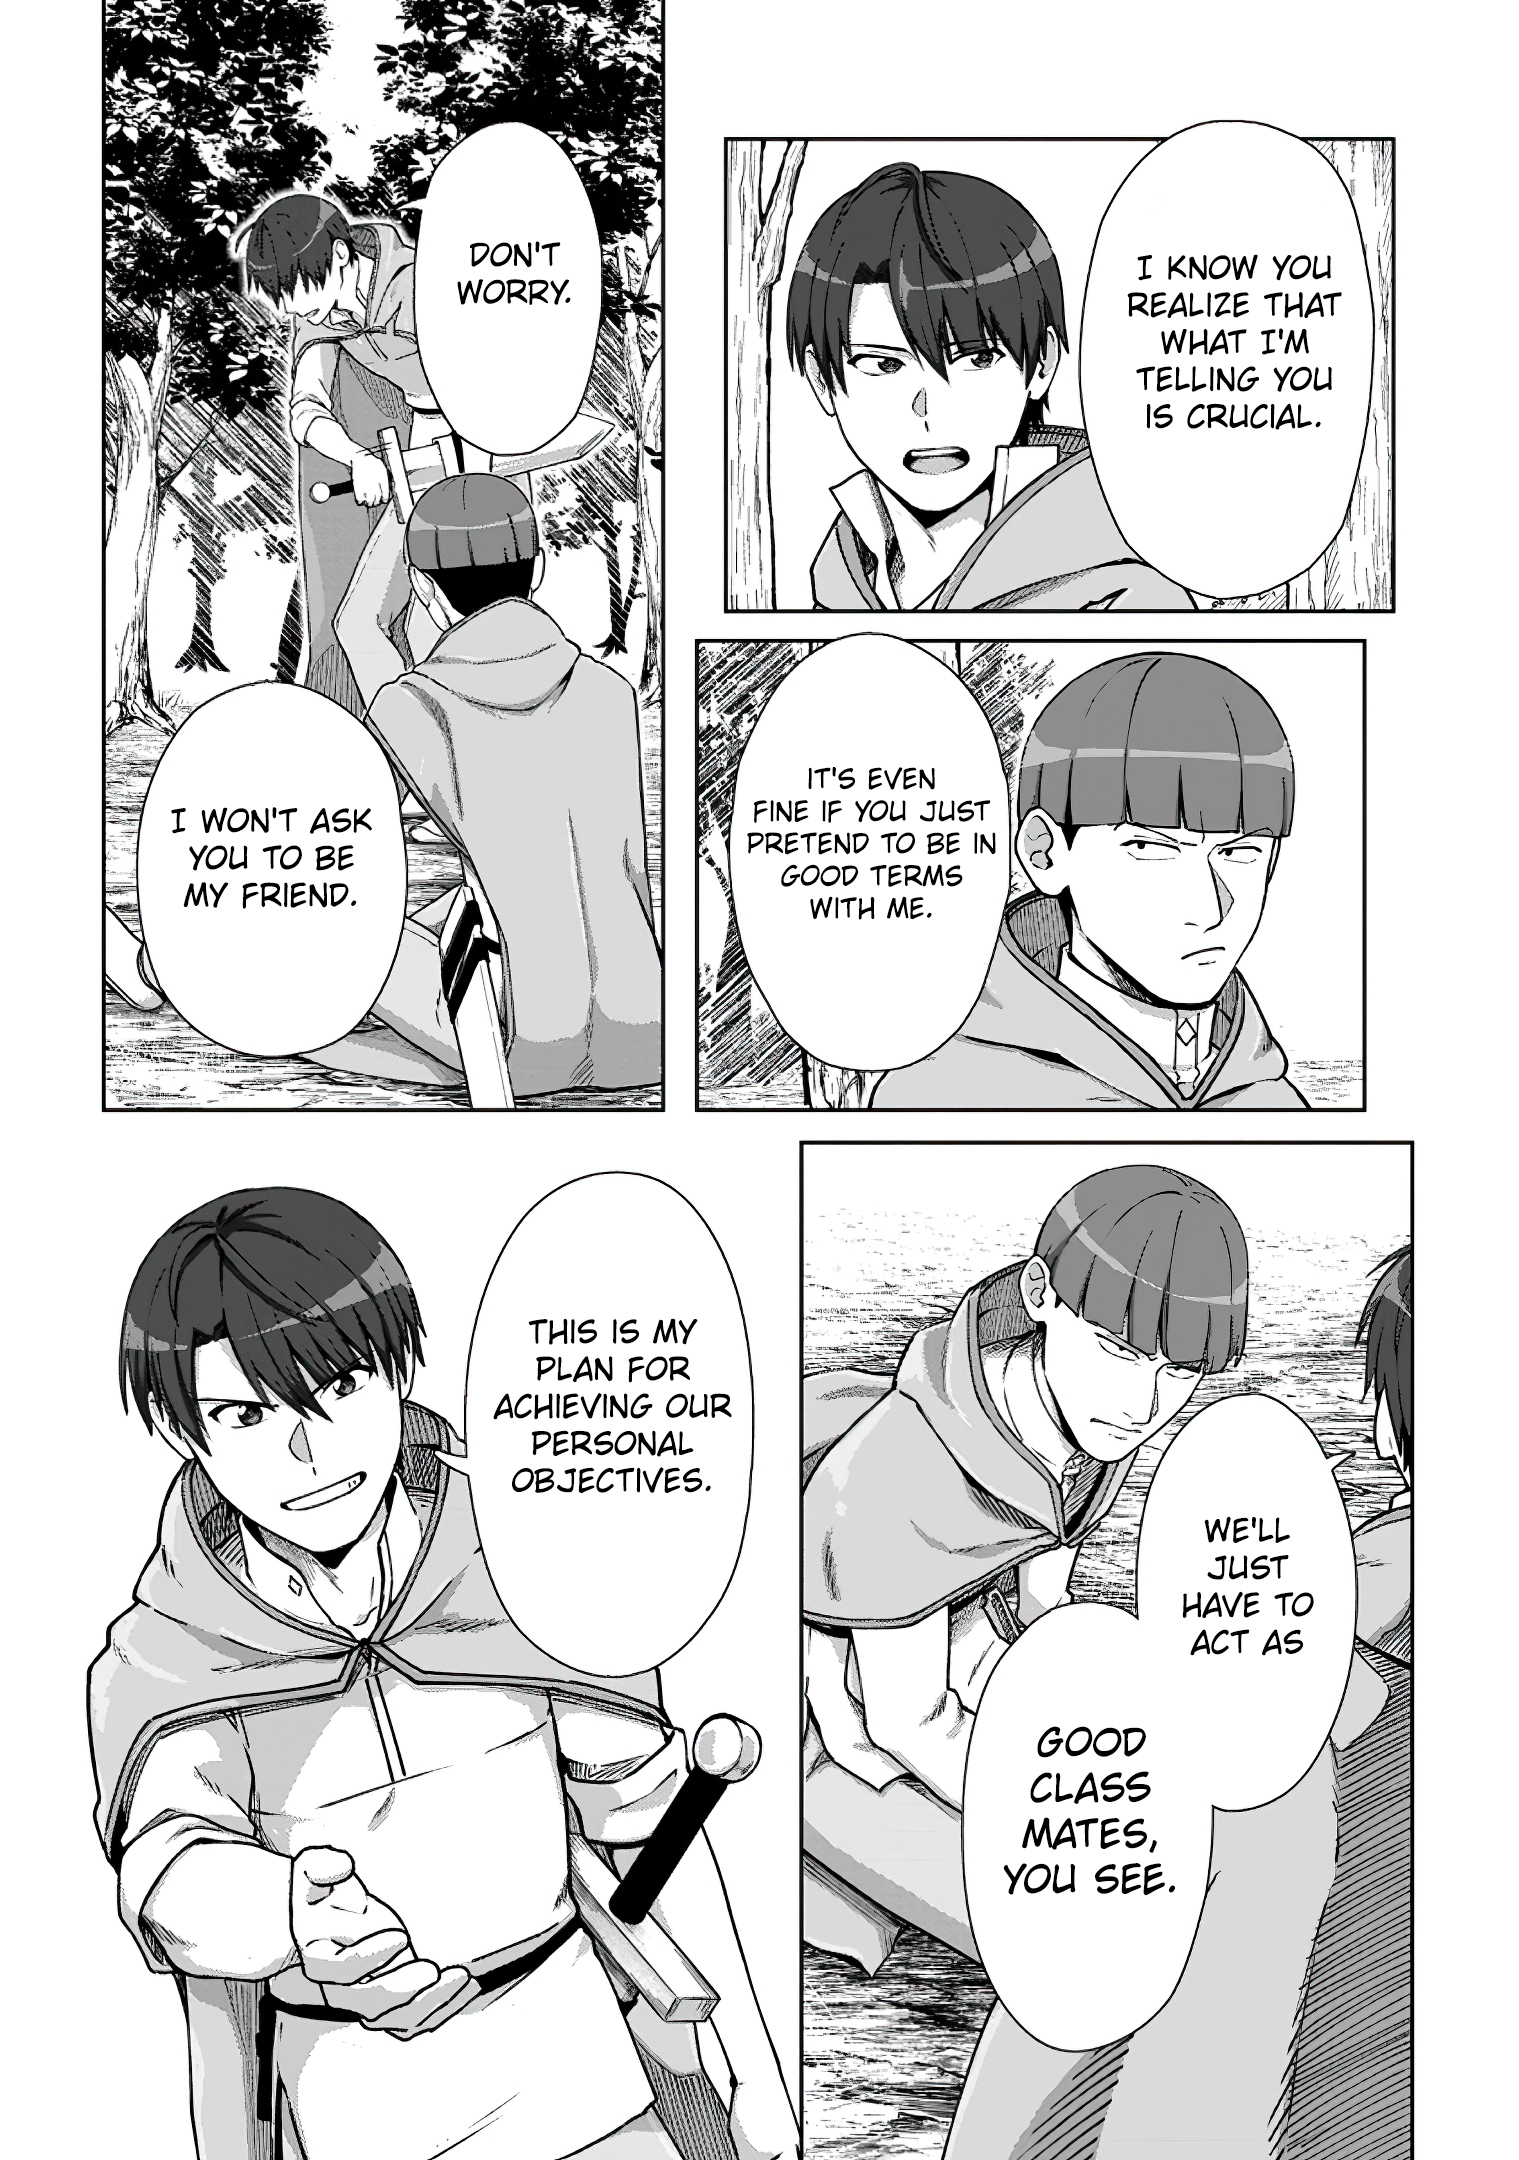 I KNOW YOU
REALIZE THAT
WHAT I'M
TELLING YOU
IS CRUCIAL.
DON'T
WORRY.
I WON'T ASK
YOU TO BE
MY FRIEND.
IT'S EVEN
FINE IF YOU JUST
PRETEND TO BE IN
GOOD TERMS
WITH ME.
WE'LL
JUST
HAVE TO
ACT AS
GOOD
CLASS
MATES,
YOU SEE.
THIS IS MY
PLAN FOR
ACHIEVING OUR
PERSONAL
OBJECTIVES.